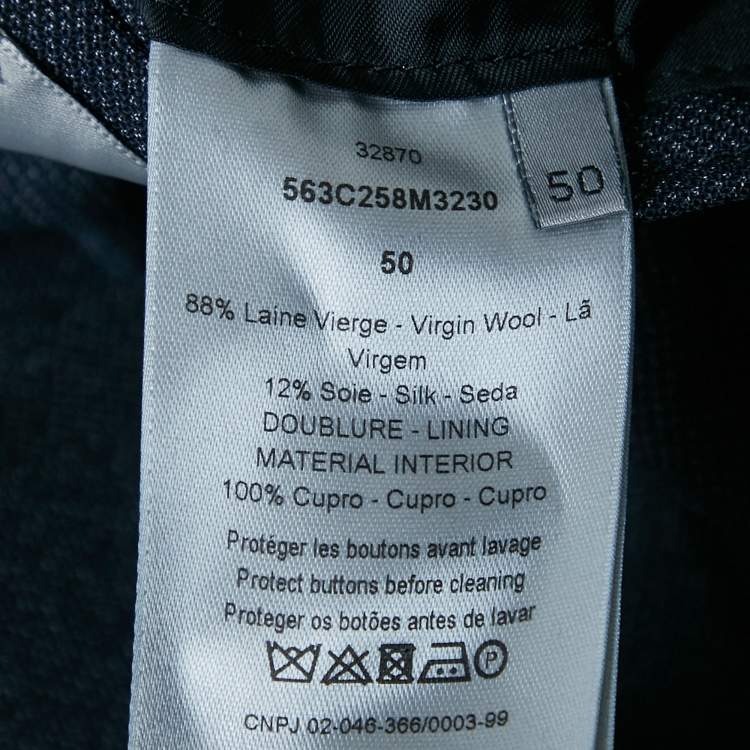 32870
563C258M3230
50
50
88% Laine Vierge - Virgin Wool - Lã
Virgem
12% Soie - Silk - Seda
DOUBLURE - LINING
MATERIAL INTERIOR
100% Cupro - Cupro - Cupro
Protéger les boutons avant lavage
Protect buttons before cleaning
Proteger os botões antes de lavar
P
CNPJ 02-046-366/0003-99